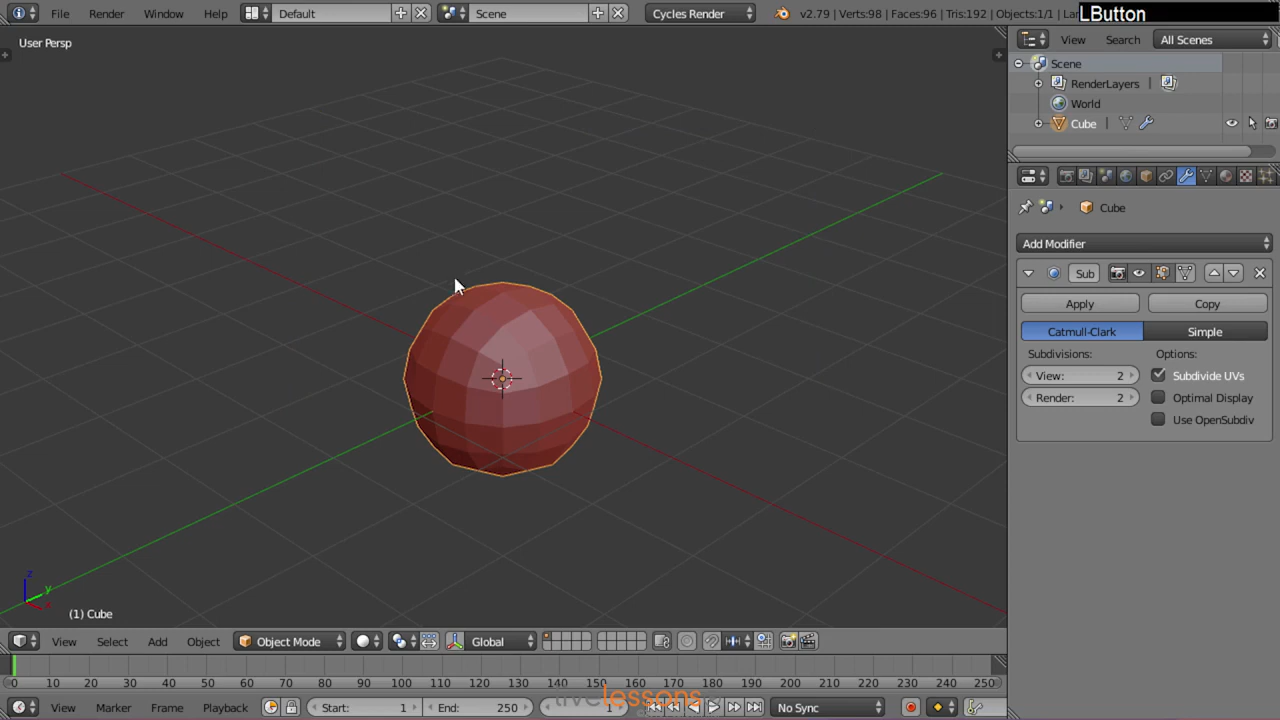 File Render Window Help Default Scene Cycles Render v2.79 | Verts:98 | Faces:96 | Tris:192 | Objects:1/1 | La
LButton
User Persp
View Search All Scenes
Scene
RenderLayers |
World
Cube |
Cube
Add Modifier
Sub
Apply Copy
Catmull-Clark Simple
Subdivisions: Options:
View: 2 Subdivide UVs
Render: 2 Optimal Display
Use OpenSubdiv
z
y
x
(1) Cube
View Select Add Object Object Mode Global
0 10 20 30 40 50 60 70 80 90 100 110 120 130 140 150 160 170 180 190 200 210 220 230 240 250
View Marker Frame Playback Start: 1 End: 250 1 No Sync
livelessons